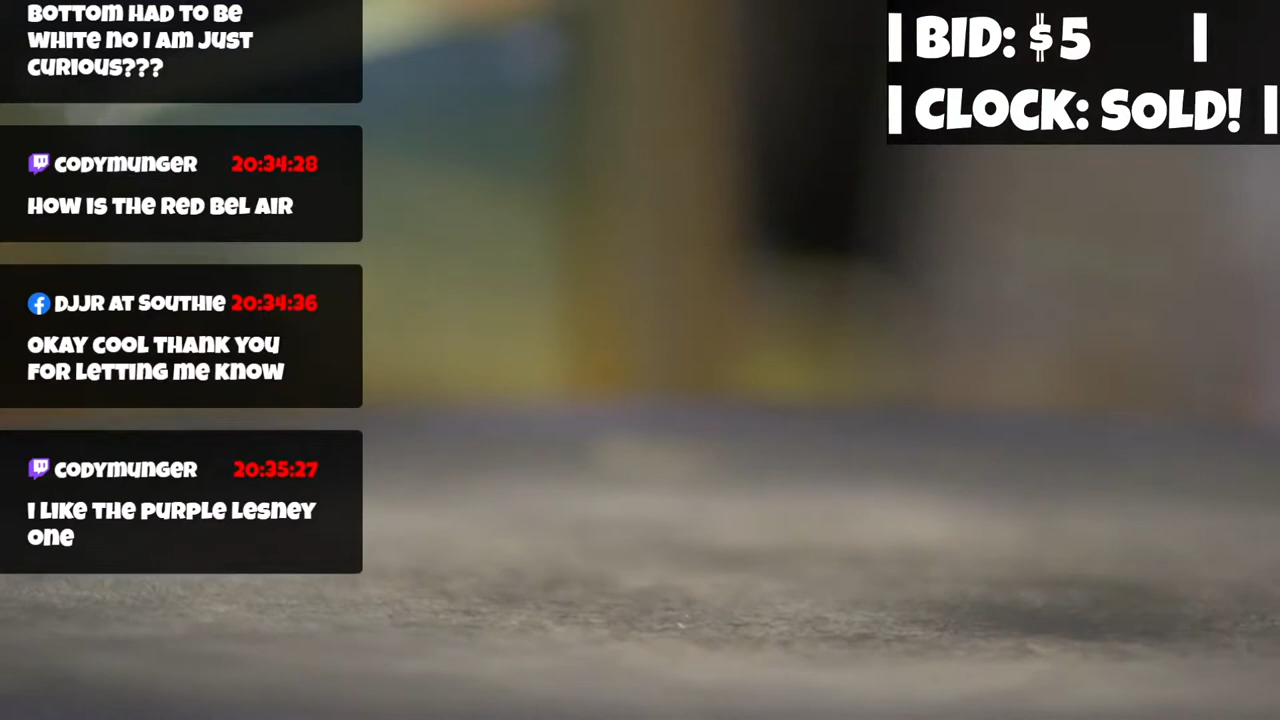 BOTTOM HAD TO BE
WHITE NO I AM JUST
CURIOUS???
CODYMUNGER 20:34:28
HOW IS THE RED BEL AIR
DJJR AT SOUTHIE 20:34:36
OKAY COOL THANK YOU
FOR LETTING ME KNOW
CODYMUNGER 20:35:27
I LIKE THE PURPLE LESNEY
ONE
| BID: $5 |
| CLOCK: SOLD! |